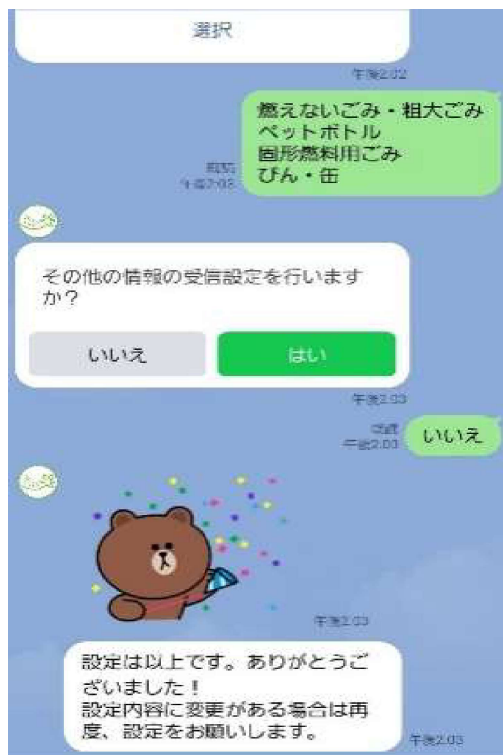 選択
午後2:02
燃えないごみ・粗大ごみ
ペットボトル
固形燃料用ごみ
びん・缶
既読
午後2:03
その他の情報の受信設定を行います
か？
いいえ
はい
午後2:03
既読
午後2:03
いいえ
午後2:03
設定は以上です。ありがとうご
ざいました！
設定内容に変更がある場合は再
度、設定をお願いします。
午後2:03